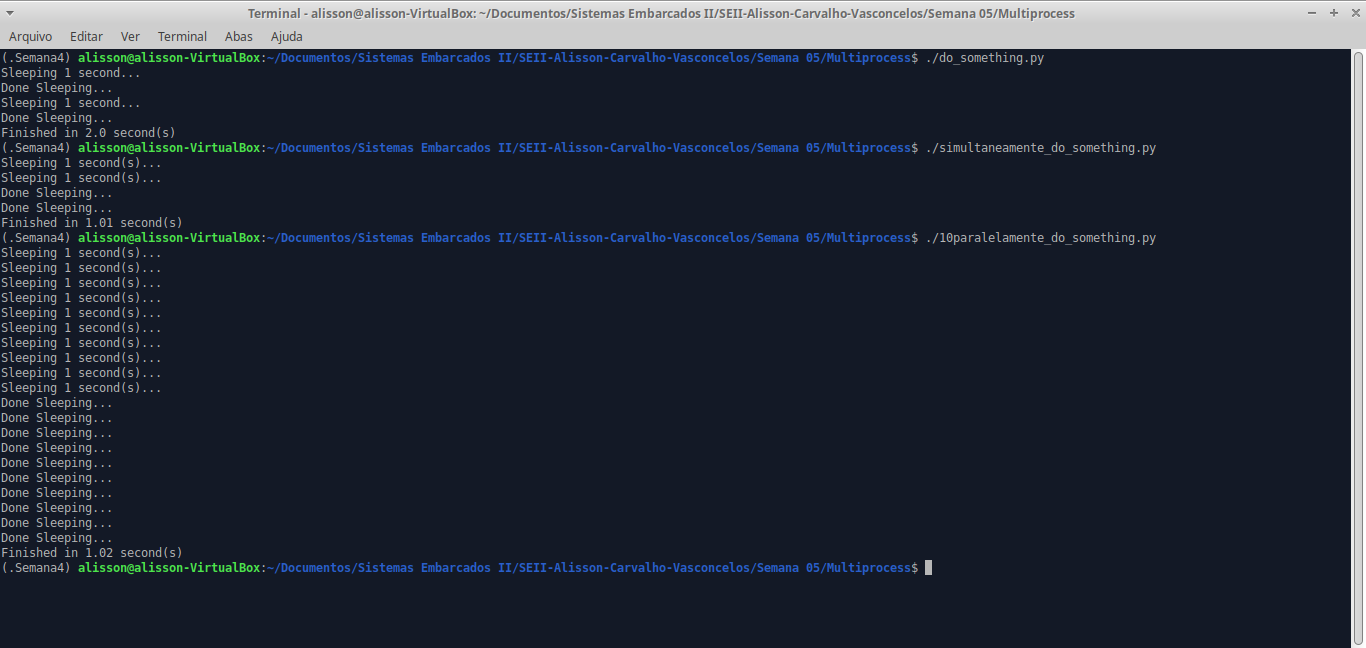 Terminal - alisson@alisson-VirtualBox: ~/Documentos/Sistemas Embarcados II/SEII-Alisson-Carvalho-Vasconcelos/Semana 05/Multiprocess
Arquivo Editar Ver Terminal Abas Ajuda
(.Semana4) alisson@alisson-VirtualBox:~/Documentos/Sistemas Embarcados II/SEII-Alisson-Carvalho-Vasconcelos/Semana 05/Multiprocess$ ./do_something.py
Sleeping 1 second...
Done Sleeping...
Sleeping 1 second...
Done Sleeping...
Finished in 2.0 second(s)
(.Semana4) alisson@alisson-VirtualBox:~/Documentos/Sistemas Embarcados II/SEII-Alisson-Carvalho-Vasconcelos/Semana 05/Multiprocess$ ./simultaneamente_do_something.py
Sleeping 1 second(s)...
Sleeping 1 second(s)...
Done Sleeping...
Done Sleeping...
Finished in 1.01 second(s)
(.Semana4) alisson@alisson-VirtualBox:~/Documentos/Sistemas Embarcados II/SEII-Alisson-Carvalho-Vasconcelos/Semana 05/Multiprocess$ ./10paralelamente_do_something.py
Sleeping 1 second(s)...
Sleeping 1 second(s)...
Sleeping 1 second(s)...
Sleeping 1 second(s)...
Sleeping 1 second(s)...
Sleeping 1 second(s)...
Sleeping 1 second(s)...
Sleeping 1 second(s)...
Sleeping 1 second(s)...
Sleeping 1 second(s)...
Done Sleeping...
Done Sleeping...
Done Sleeping...
Done Sleeping...
Done Sleeping...
Done Sleeping...
Done Sleeping...
Done Sleeping...
Done Sleeping...
Done Sleeping...
Finished in 1.02 second(s)
(.Semana4) alisson@alisson-VirtualBox:~/Documentos/Sistemas Embarcados II/SEII-Alisson-Carvalho-Vasconcelos/Semana 05/Multiprocess$